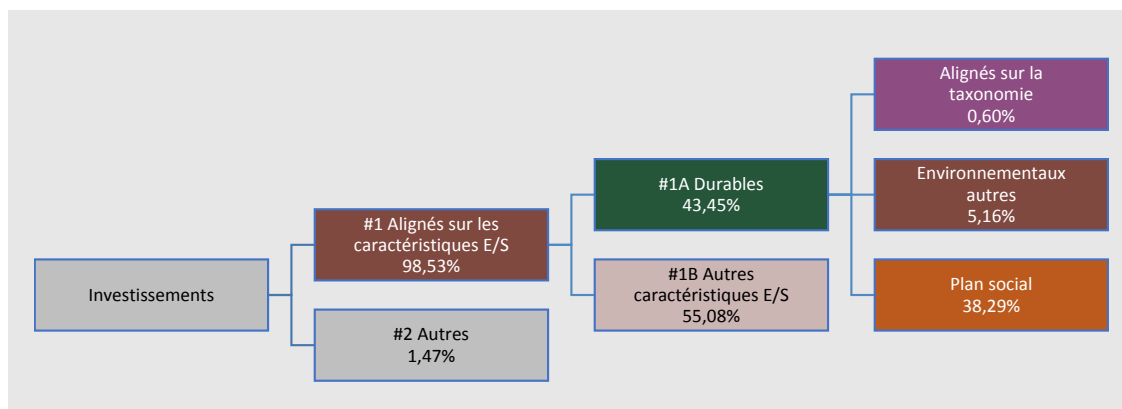 Investissements
#1 Alignés sur les
caractéristiques E/S
98,53%
#2 Autres
1,47%
#1A Durables
43,45%
#1B Autres
caractéristiques E/S
55,08%
Alignés sur la
taxonomie
0,60%
Environnementaux
autres
5,16%
Plan social
38,29%